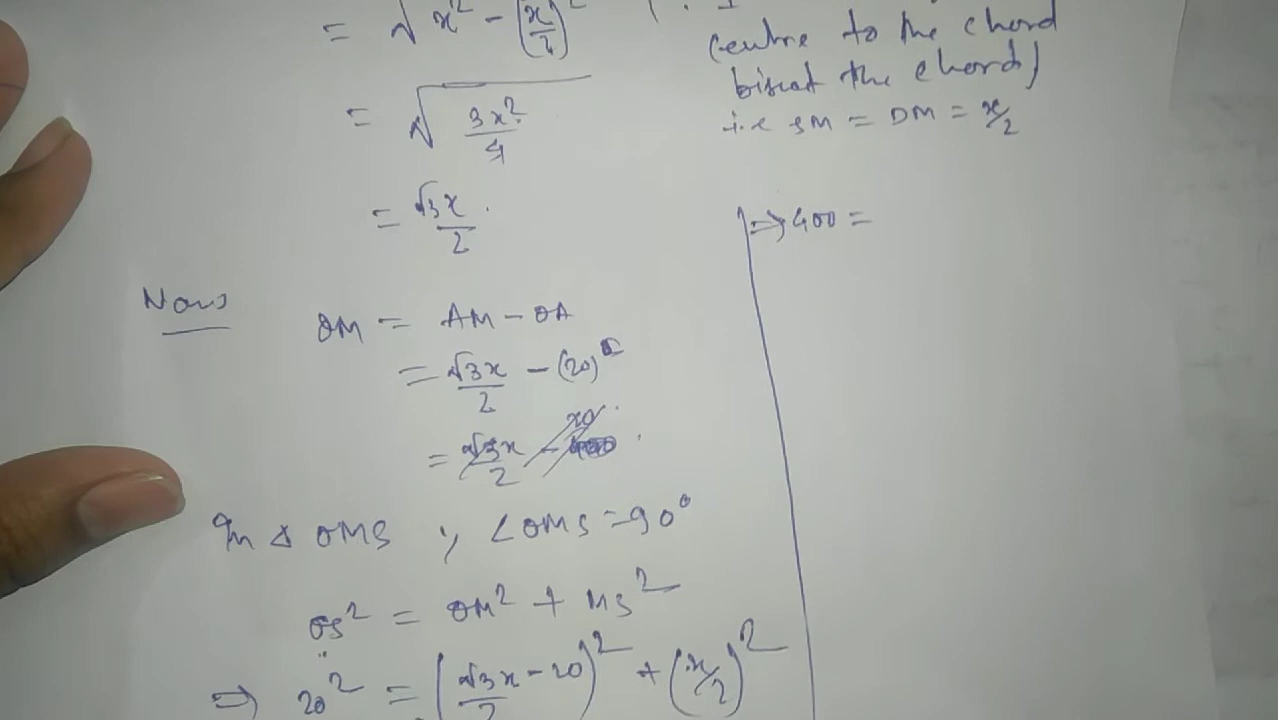 = √x² - (x/2)²
= √3x²/4
= √3x/2
Now OM = AM - OA
= √3x/2 - (20)
= √3x/2 - 20
In Δ OMS ; ∠OMS = 90°
OS² = OM² + MS²
⇒ 20² = (√3x/2 - 20)² + (x/2)²
centre to the chord
bisect the chord)
i.e SM = DM = x/2
⇒ 400 =